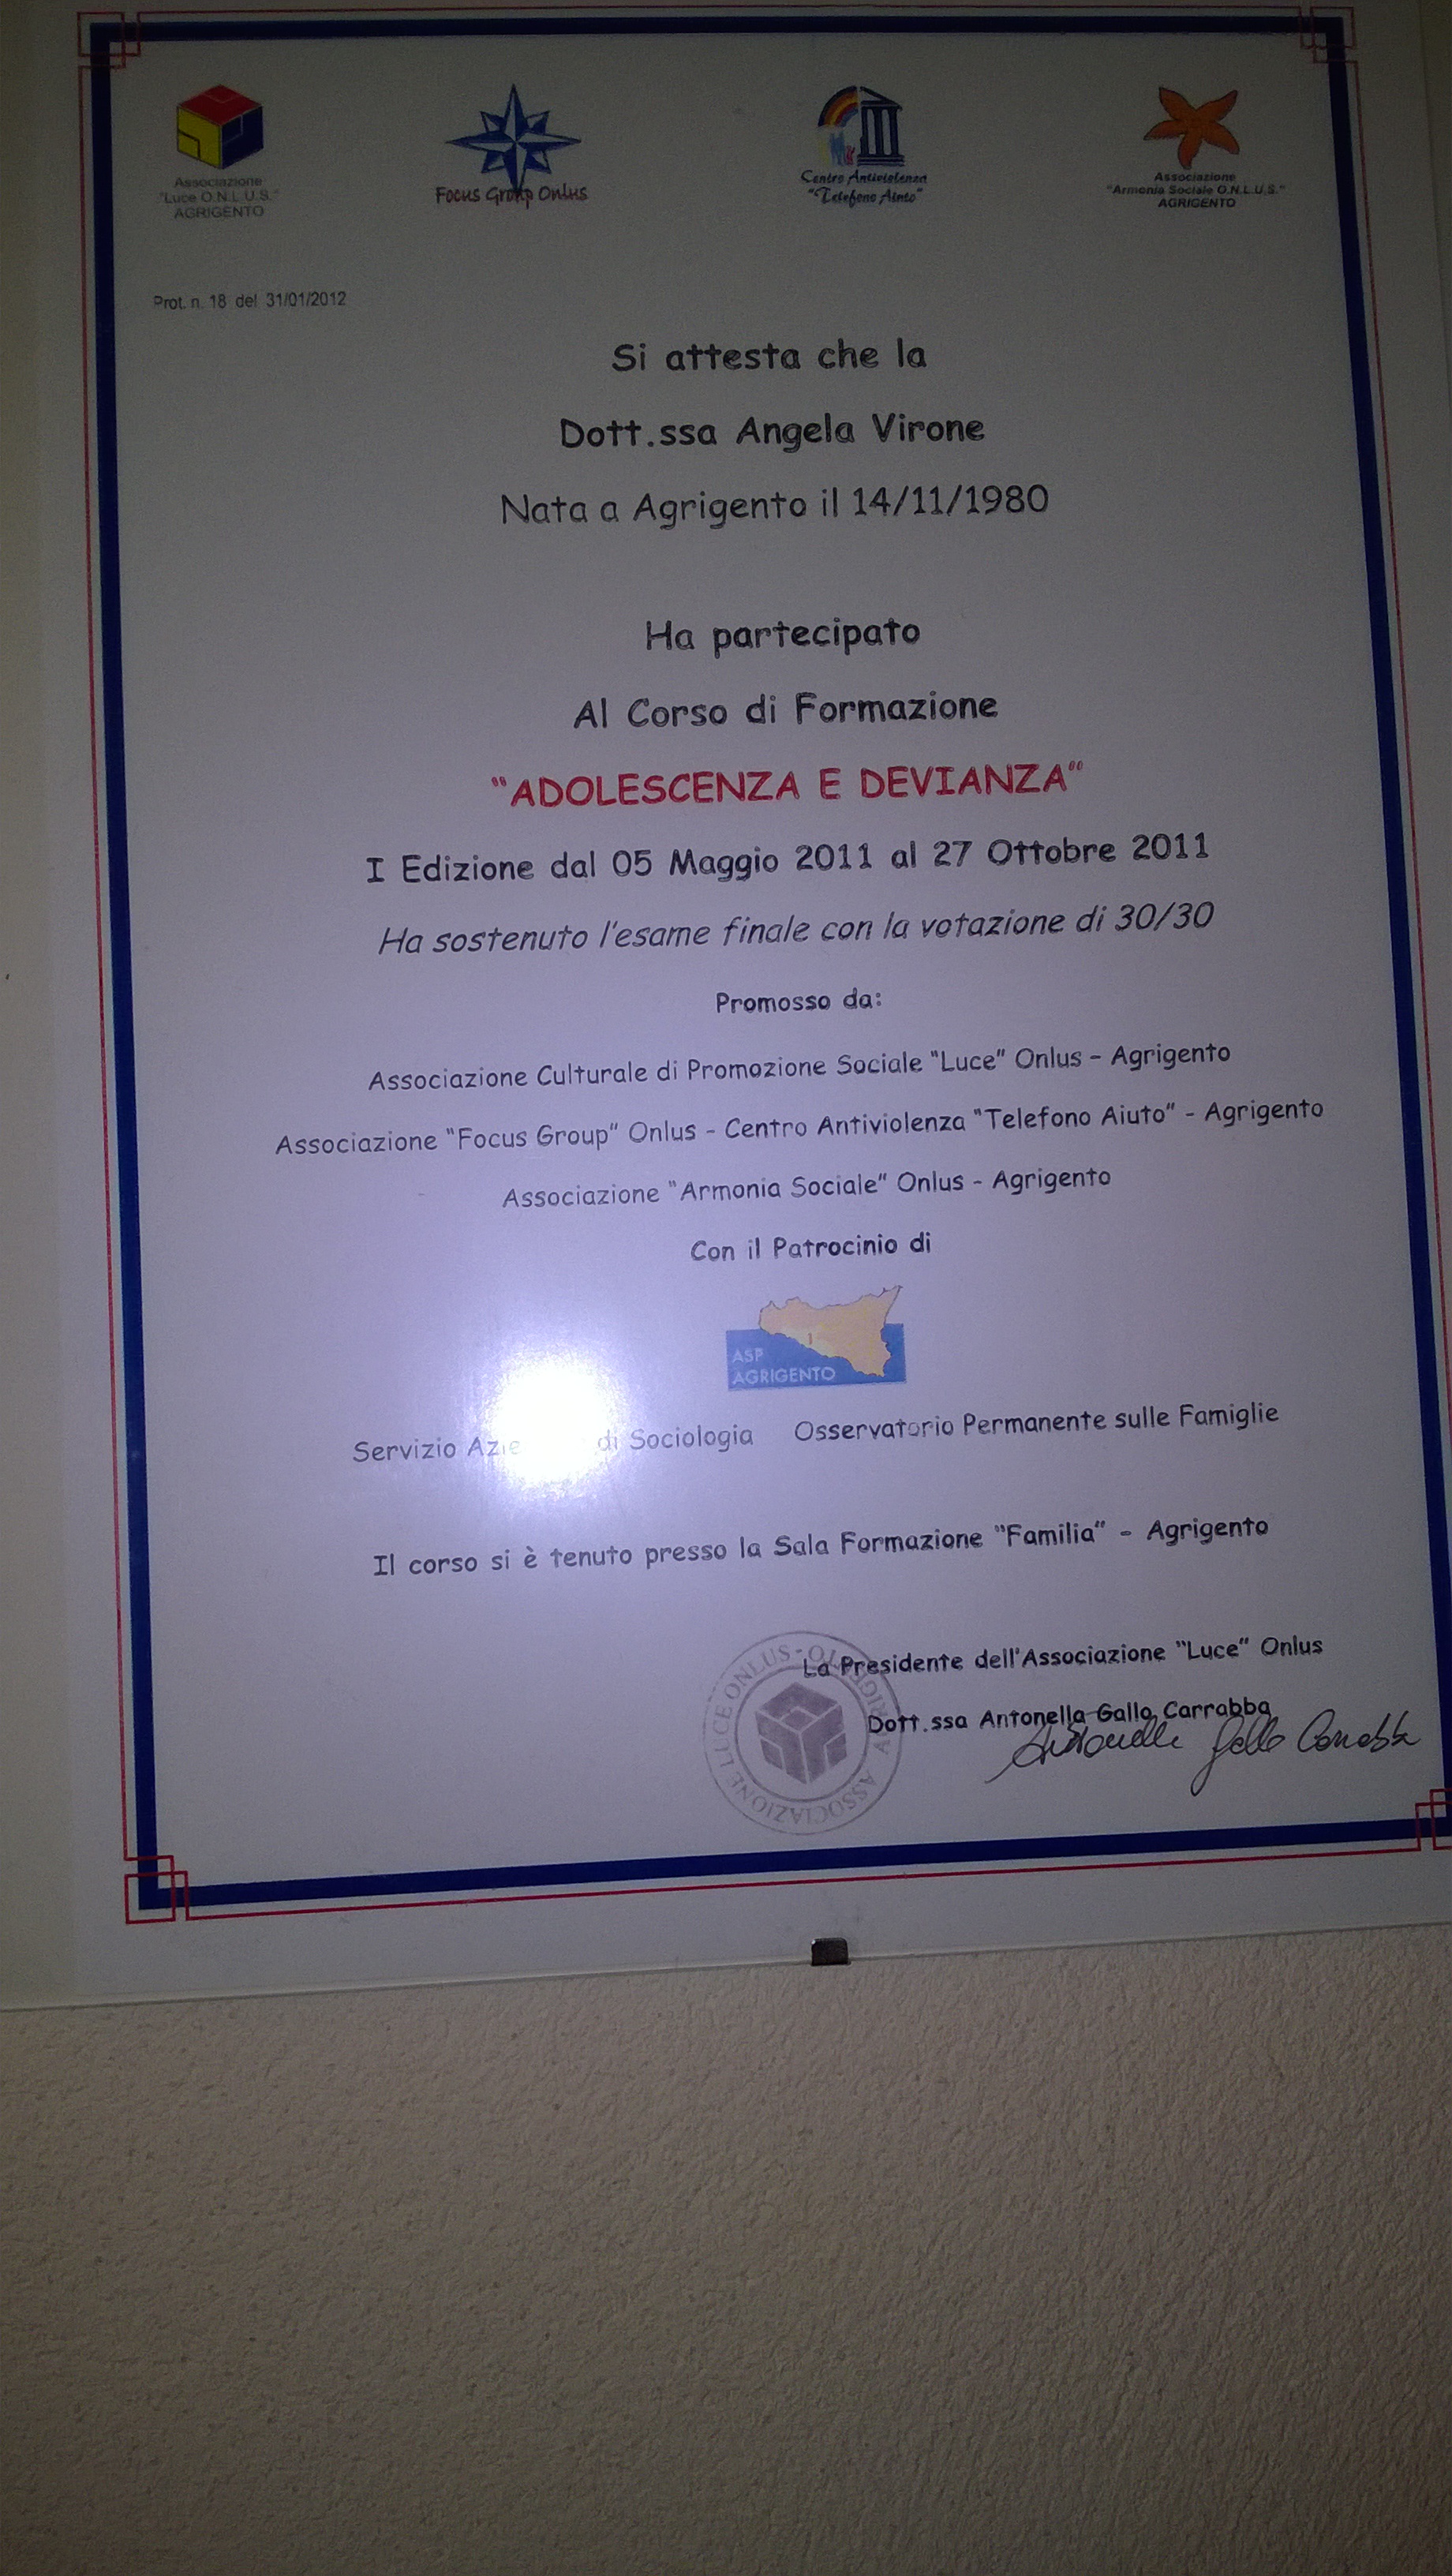 Associazione
"Luce O.N.L.U.S."
AGRIGENTO
Focus Group Onlus
Centro Antiviolenza
"Telefono Aiuto"
Associazione
"Armonia Sociale O.N.L.U.S."
AGRIGENTO
Prot. n. 18 del 31/01/2012
Si attesta che la
Dott.ssa Angela Virone
Nata a Agrigento il 14/11/1980
Ha partecipato
Al Corso di Formazione
"ADOLESCENZA E DEVIANZA"
I Edizione dal 05 Maggio 2011 al 27 Ottobre 2011
Ha sostenuto l'esame finale con la votazione di 30/30
Promosso da:
Associazione Culturale di Promozione Sociale "Luce" Onlus - Agrigento
Associazione "Focus Group" Onlus - Centro Antiviolenza "Telefono Aiuto" - Agrigento
Associazione "Armonia Sociale" Onlus - Agrigento
Con il Patrocinio di
ASP
AGRIGENTO
Servizio di Sociologia Osservatorio Permanente sulle Famiglie
Il corso si è tenuto presso la Sala Formazione "Familia" - Agrigento
La Presidente dell'Associazione "Luce" Onlus
Dott.ssa Antonella Gallo Carrabba
Antonella Gallo Carrabba
ASSOCIAZIONE LUCE ONLUS